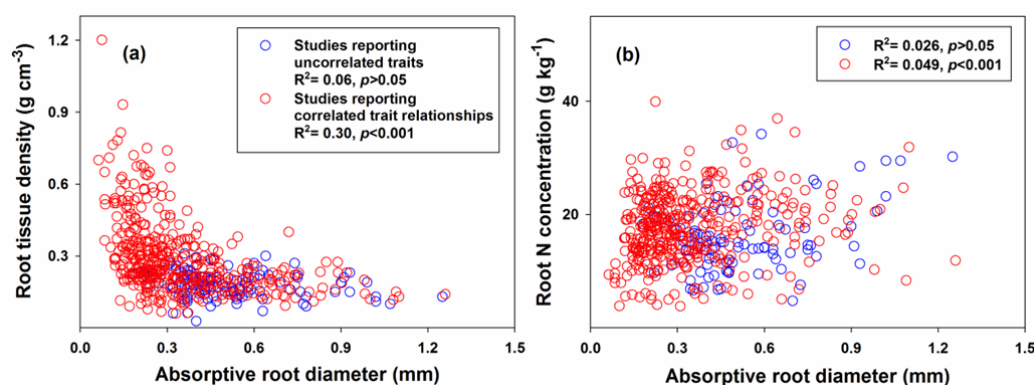 (a)
Studies reporting
uncorrelated traits
R²= 0.06, p>0.05
Studies reporting
correlated trait relationships
R²= 0.30, p<0.001
Root tissue density (g cm⁻³)
1.2
0.9
0.6
0.3
0.0 0.3 0.6 0.9 1.2 1.5
Absorptive root diameter (mm)
(b)
R²= 0.026, p>0.05
R²= 0.049, p<0.001
Root N concentration (g kg⁻¹)
40
20
0.0 0.3 0.6 0.9 1.2 1.5
Absorptive root diameter (mm)